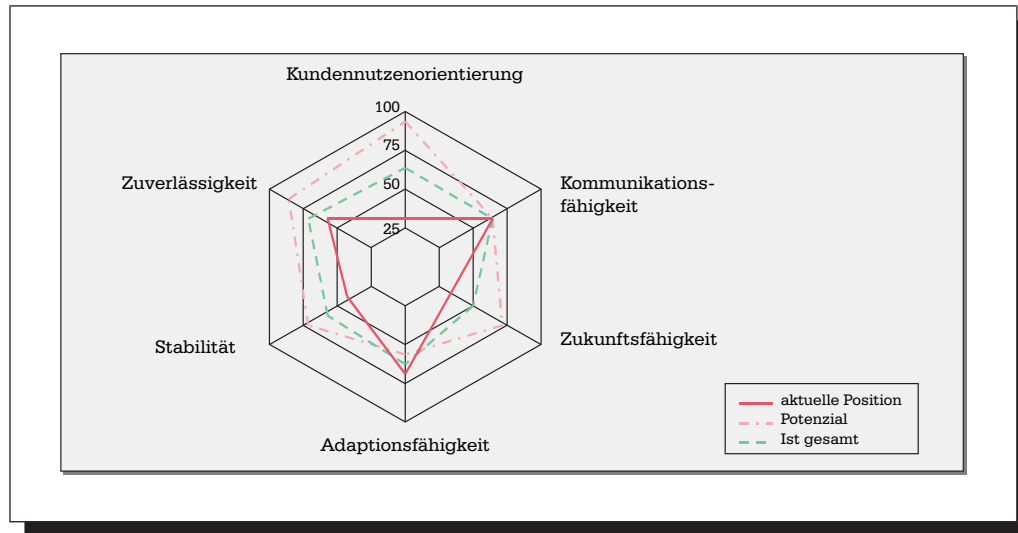 Kundennutzenorientierung
100
75
50
25
Zuverlässigkeit
Kommunikations-
fähigkeit
Stabilität
Zukunftsfähigkeit
Adaptionsfähigkeit
aktuelle Position
Potenzial
Ist gesamt